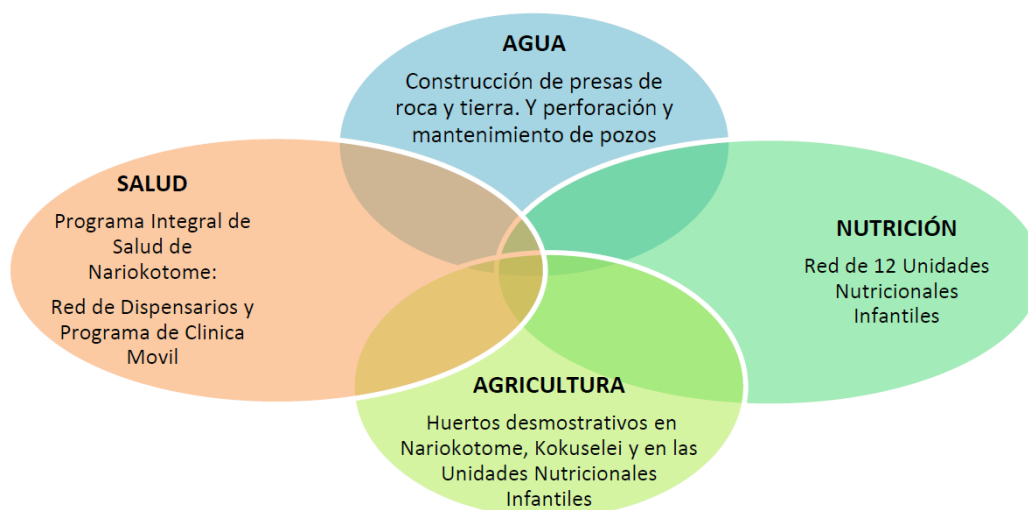 AGUA
Construcción de presas de
roca y tierra. Y perforación y
mantenimiento de pozos
SALUD
Programa Integral de
Salud de
Nariokotome:
Red de Dispensarios y
Programa de Clinica
Movil
NUTRICIÓN
Red de 12 Unidades
Nutricionales
Infantiles
AGRICULTURA
Huertos desmostrativos en
Nariokotome, Kokuselei y en las
Unidades Nutricionales
Infantiles